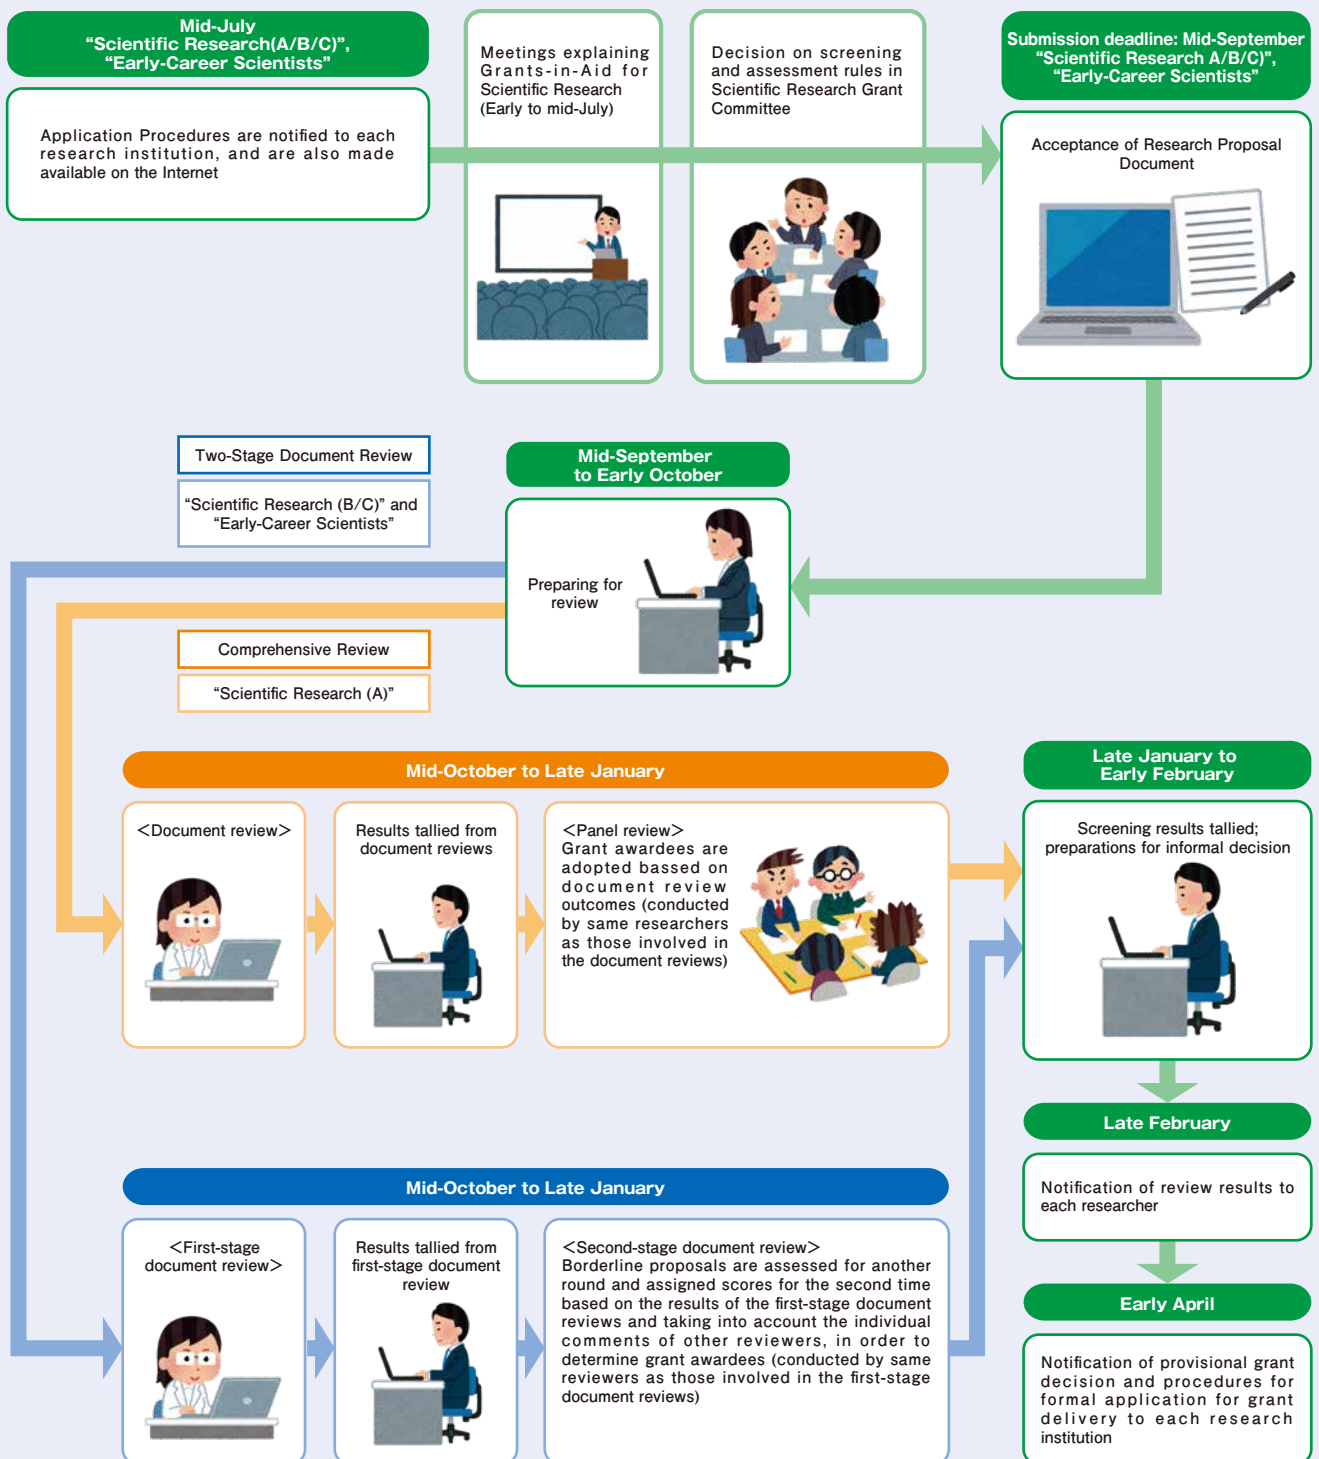 Mid-July
“Scientific Research(A/B/C)”,
“Early-Career Scientists”
Application Procedures are notified to each
research institution, and are also made
available on the Internet
Meetings explaining
Grants-in-Aid for
Scientific Research
(Early to mid-July)
Decision on screening
and assessment rules in
Scientific Research Grant
Committee
Submission deadline: Mid-September
“Scientific Research A/B/C)”,
“Early-Career Scientists”
Acceptance of Research Proposal
Document
Two-Stage Document Review
“Scientific Research (B/C)” and
“Early-Career Scientists”
Mid-September
to Early October
Preparing for
review
Comprehensive Review
“Scientific Research (A)”
Mid-October to Late January
<Document review>
Results tallied from
document reviews
<Panel review>
Grant awardees are
adopted bassed on
document review
outcomes (conducted
by same researchers
as those involved in
the document reviews)
Late January to
Early February
Screening results tallied;
preparations for informal decision
Late February
Notification of review results to
each researcher
Mid-October to Late January
<First-stage
document review>
Results tallied from
first-stage document
review
<Second-stage document review>
Borderline proposals are assessed for another
round and assigned scores for the second time
based on the results of the first-stage document
reviews and taking into account the individual
comments of other reviewers, in order to
determine grant awardees (conducted by same
reviewers as those involved in the first-stage
document reviews)
Early April
Notification of provisional grant
decision and procedures for
formal application for grant
delivery to each research
institution